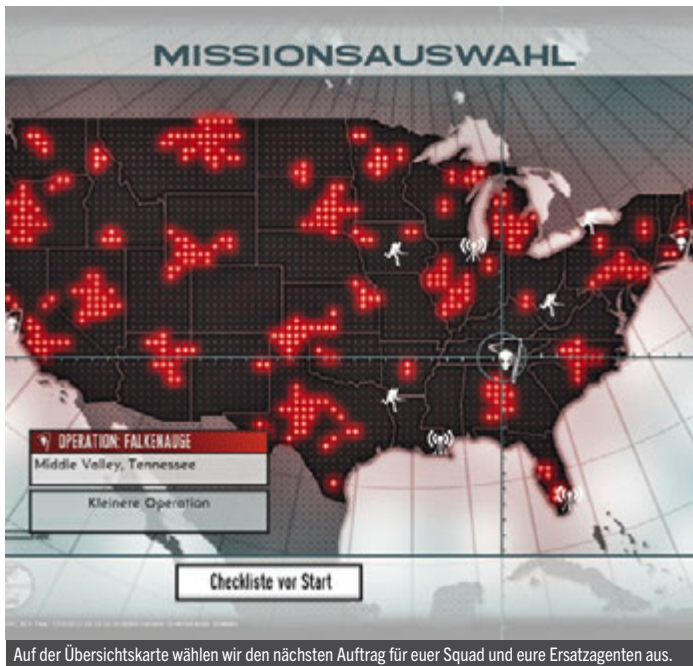 MISSIONSAUSWAHL
OPERATION: FALKENAUGE
Middle Valley, Tennessee
Kleinere Operation
Checkliste vor Start
Auf der Übersichtskarte wählen wir den nächsten Auftrag für euer Squad und eure Ersatzagenten aus.